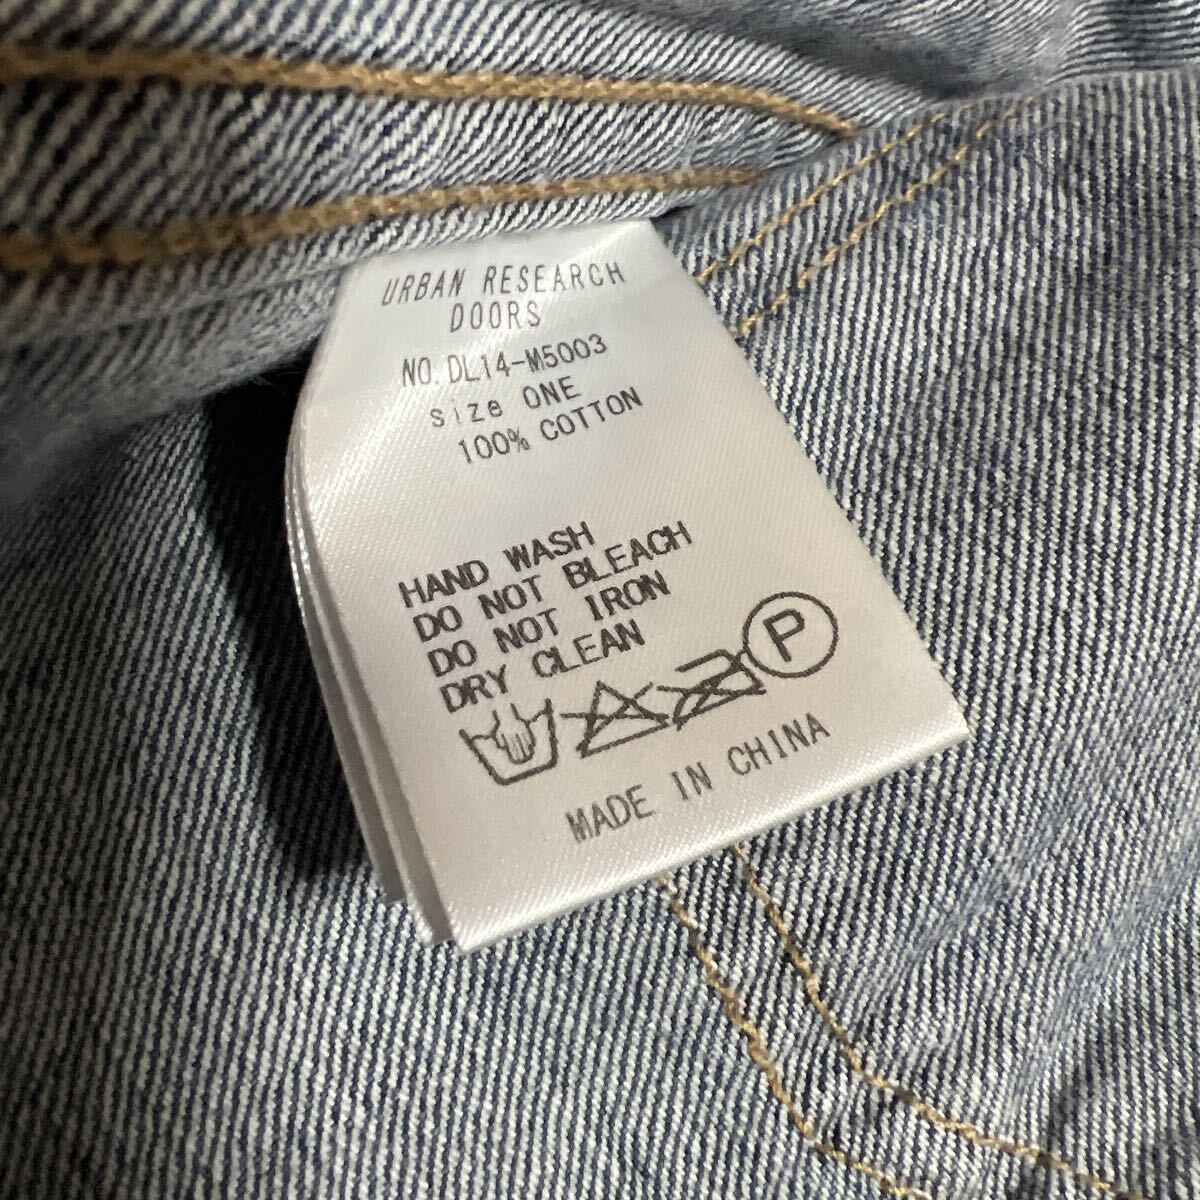 URBAN RESEARCH
DOORS
NO. DL14-M5003
size ONE
100% COTTON
HAND WASH
DO NOT BLEACH
DO NOT IRON
DRY CLEAN
P
MADE IN CHINA